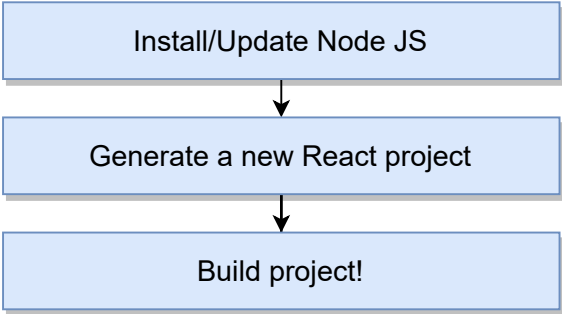 Install/Update Node JS
Generate a new React project
Build project!